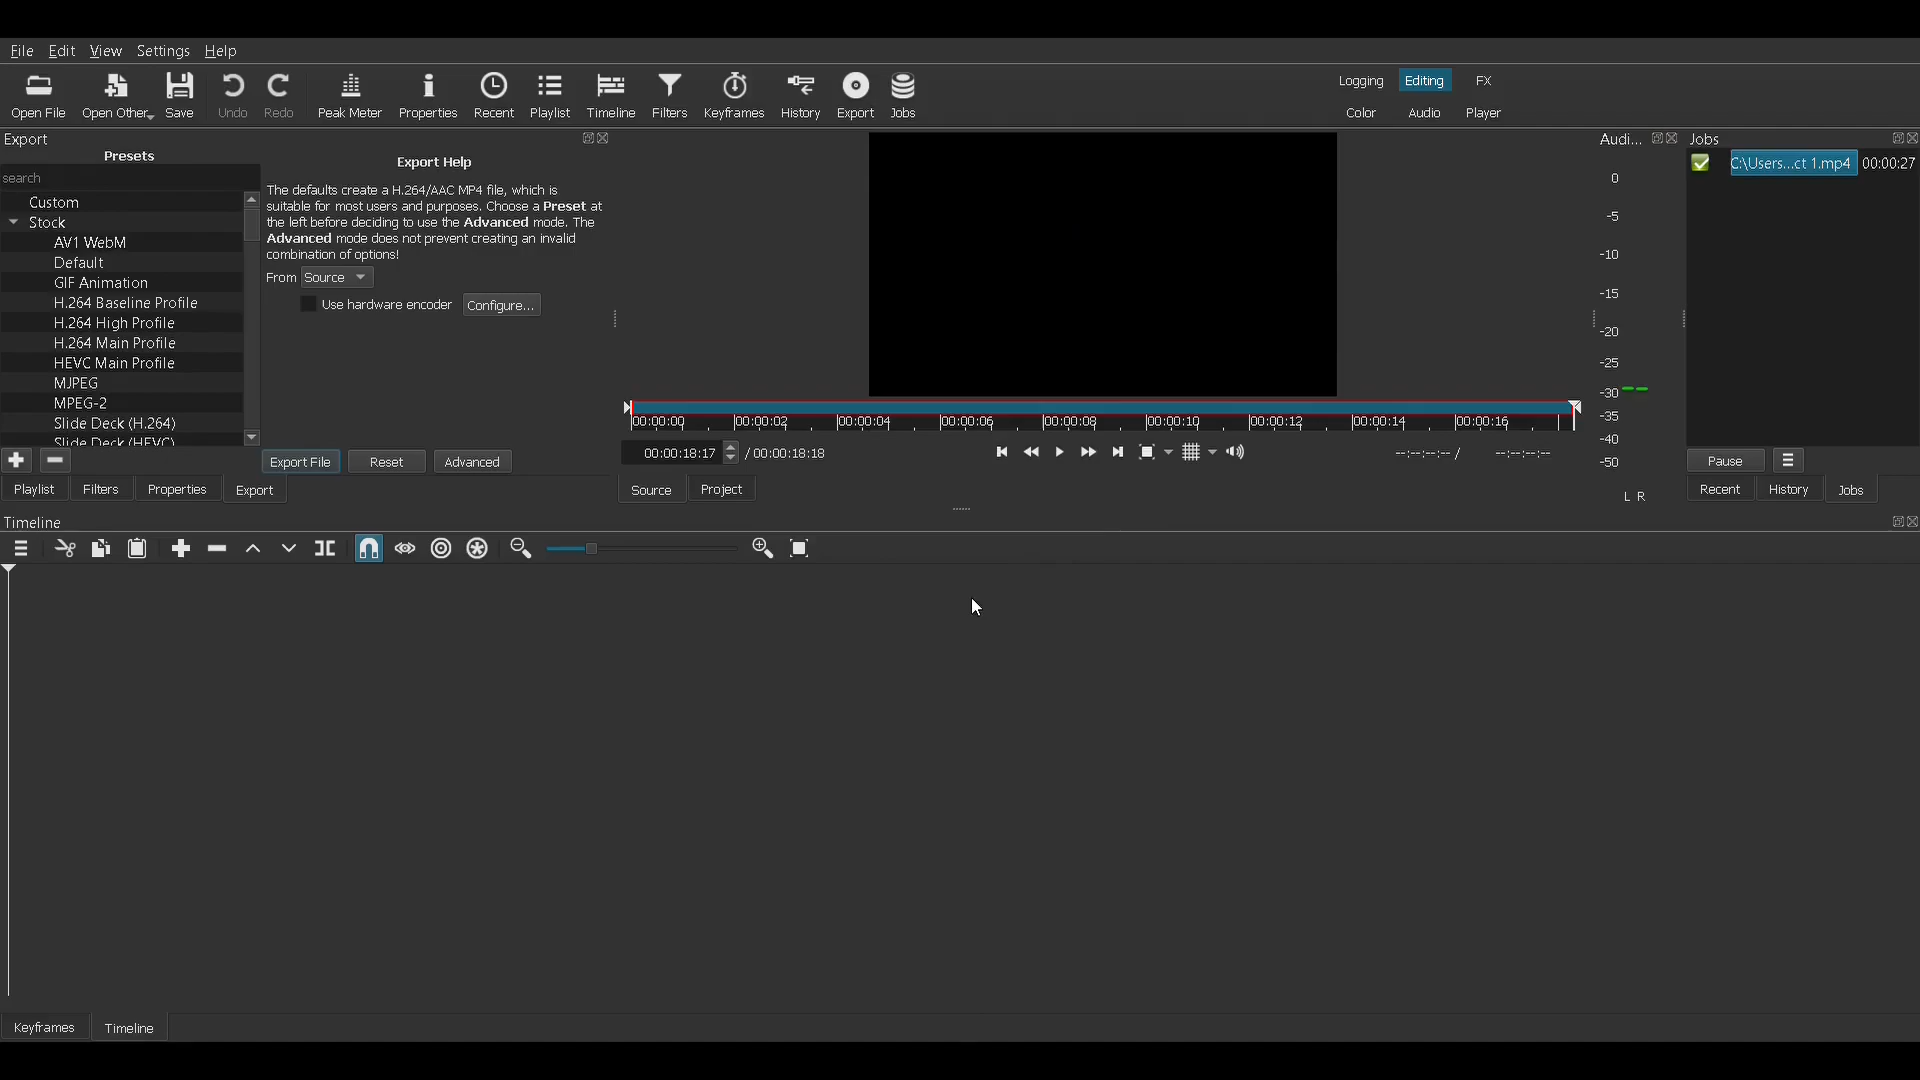 File Edit View Settings Help
Open File Open Other Save Undo Redo Peak Meter Properties Recent Playlist Timeline Filters Keyframes History Export Jobs
Logging Editing FX
Color Audio Player
Export
Presets
search
Custom
Stock
AV1 WebM
Default
GIF Animation
H.264 Baseline Profile
H.264 High Profile
H.264 Main Profile
HEVC Main Profile
MJPEG
MPEG-2
Slide Deck (H.264)
Slide Deck (HEVC)
Export Help
The defaults create a H.264/AAC MP4 file, which is
suitable for most users and purposes. Choose a Preset at
the left before deciding to use the Advanced mode. The
Advanced mode does not prevent creating an invalid
combination of options!
From Source
Use hardware encoder Configure...
Export File Reset Advanced
Playlist Filters Properties Export
00:00:00 00:00:02 00:00:04 00:00:06 00:00:08 00:00:10 00:00:12 00:00:14 00:00:16
00:00:18:17 / 00:00:18:18
--:--:--:-- / --:--:--:--
Source Project
Audi...
0
-5
-10
-15
-20
-25
-30
-35
-40
-50
L R
Jobs
C:\Users...ct 1.mp4 00:00:27
Pause
Recent History Jobs
Timeline
Keyframes Timeline